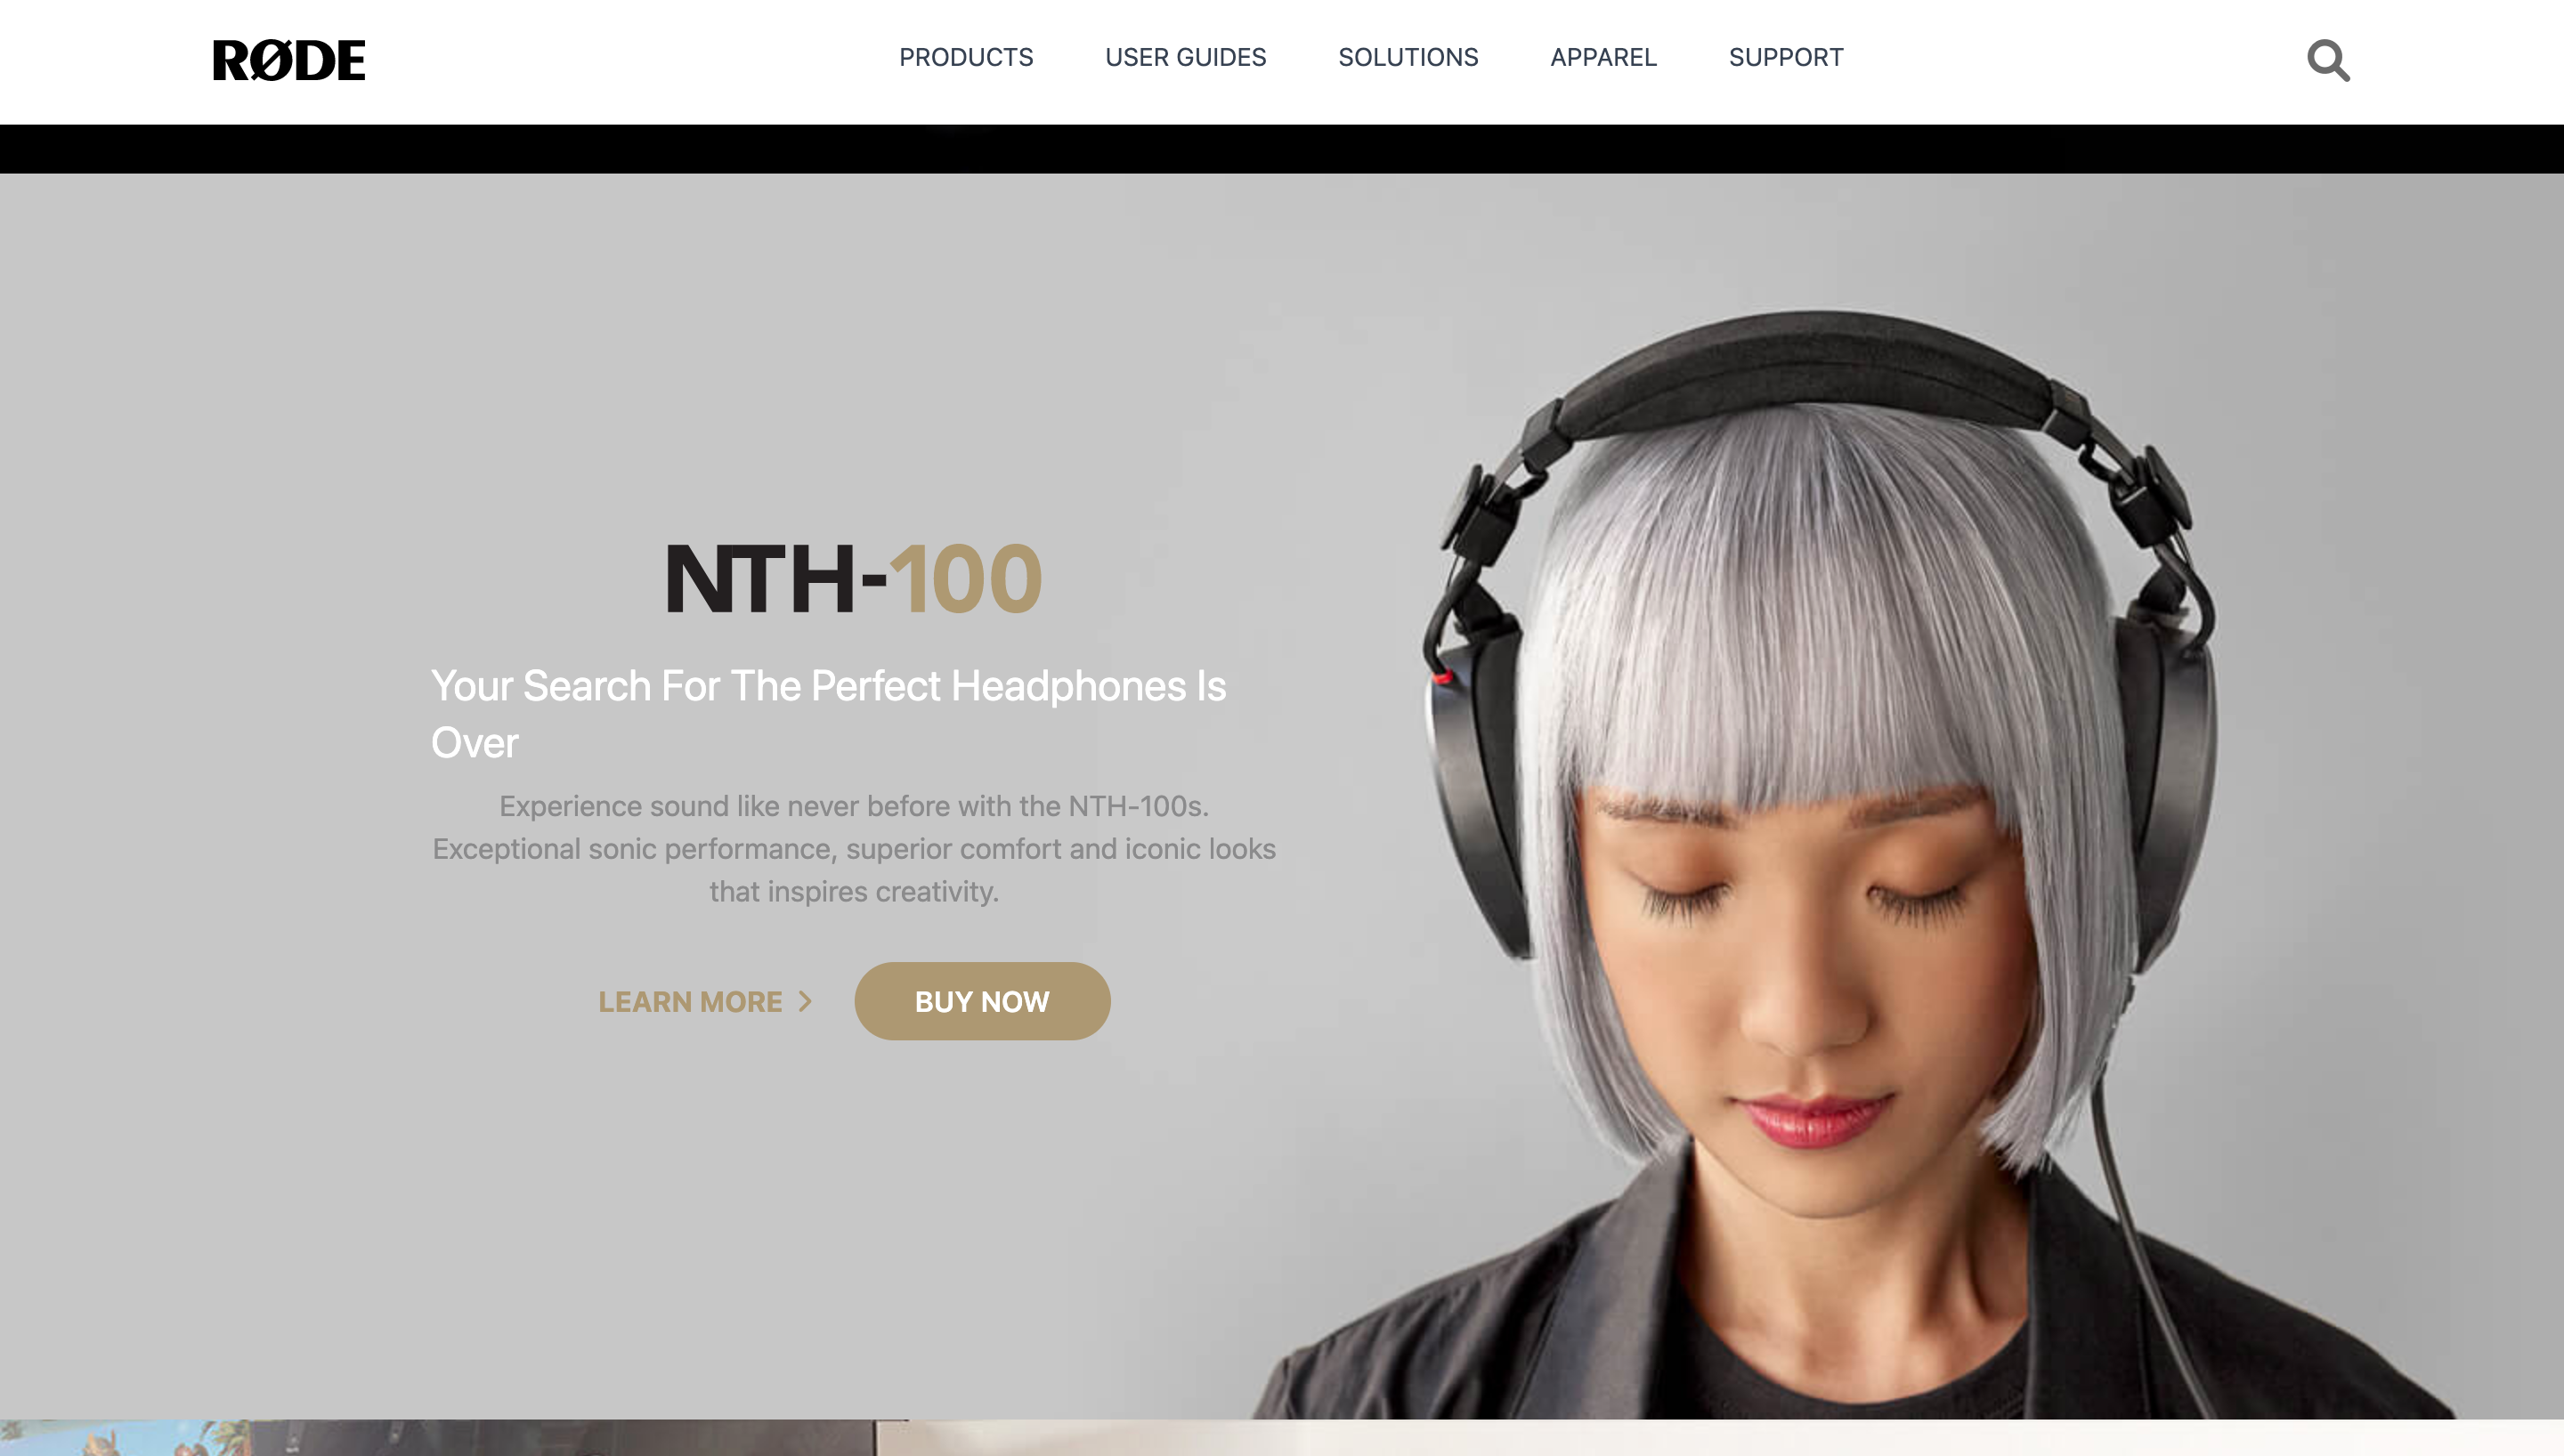 RØDE
PRODUCTS
USER GUIDES
SOLUTIONS
APPAREL
SUPPORT
NTH-100
Your Search For The Perfect Headphones Is
Over
Experience sound like never before with the NTH-100s.
Exceptional sonic performance, superior comfort and iconic looks
that inspires creativity.
LEARN MORE
BUY NOW